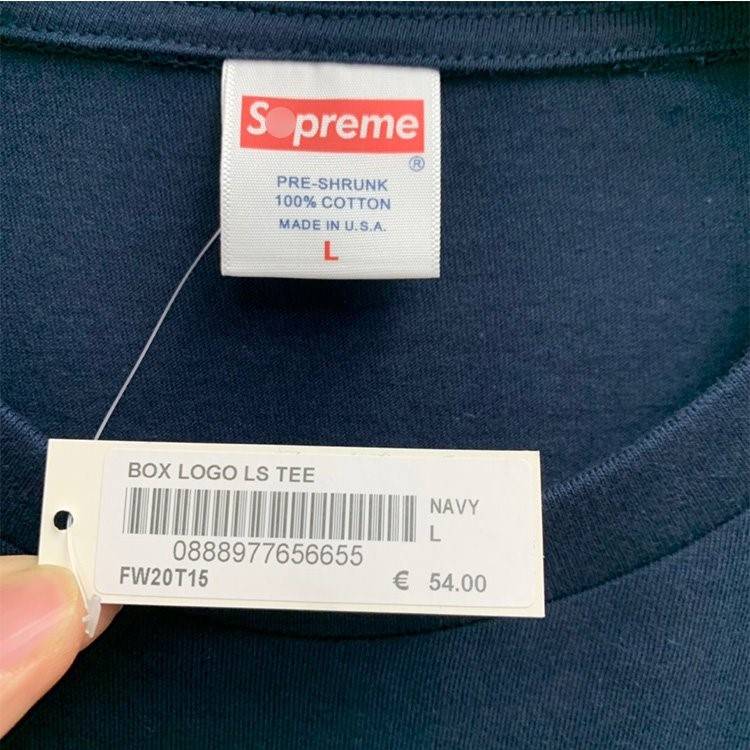 Supreme
®
PRE-SHRUNK
100% COTTON
MADE IN U.S.A.
L
BOX LOGO LS TEE
NAVY
L
0888977656655
FW20T15
€ 54.00